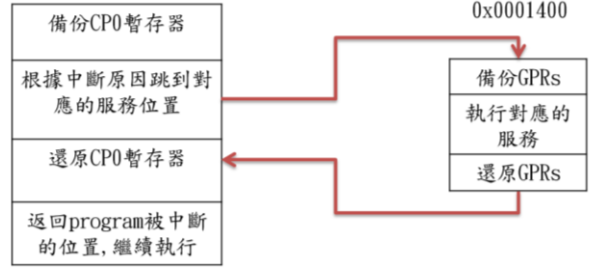 備份CP0暫存器
根據中斷原因跳到對
應的服務位置
還原CP0暫存器
返回program被中斷
的位置,繼續執行
0x0001400
備份GPRs
執行對應的
服務
還原GPRs